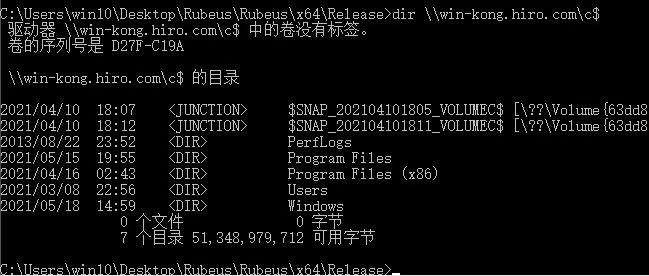 C:\Users\win10\Desktop\Rubeus\Rubeus\x64\Release>dir \\win-kong.hiro.com\c$
驱动器 \\win-kong.hiro.com\c$ 中的卷没有标签。
卷的序列号是 D27F-C19A
\\win-kong.hiro.com\c$ 的目录
2021/04/10  18:07    <JUNCTION>     $SNAP_202104101805_VOLUMEC$ [\??\Volume{63dd8
2021/04/10  18:12    <JUNCTION>     $SNAP_202104101811_VOLUMEC$ [\??\Volume{63dd8
2013/08/22  23:52    <DIR>          PerfLogs
2021/05/15  19:55    <DIR>          Program Files
2021/04/16  02:43    <DIR>          Program Files (x86)
2021/03/08  22:56    <DIR>          Users
2021/05/18  14:59    <DIR>          Windows
0 个文件              0 字节
7 个目录 51,348,979,712 可用字节
C:\Users\win10\Desktop\Rubeus\Rubeus\x64\Release>